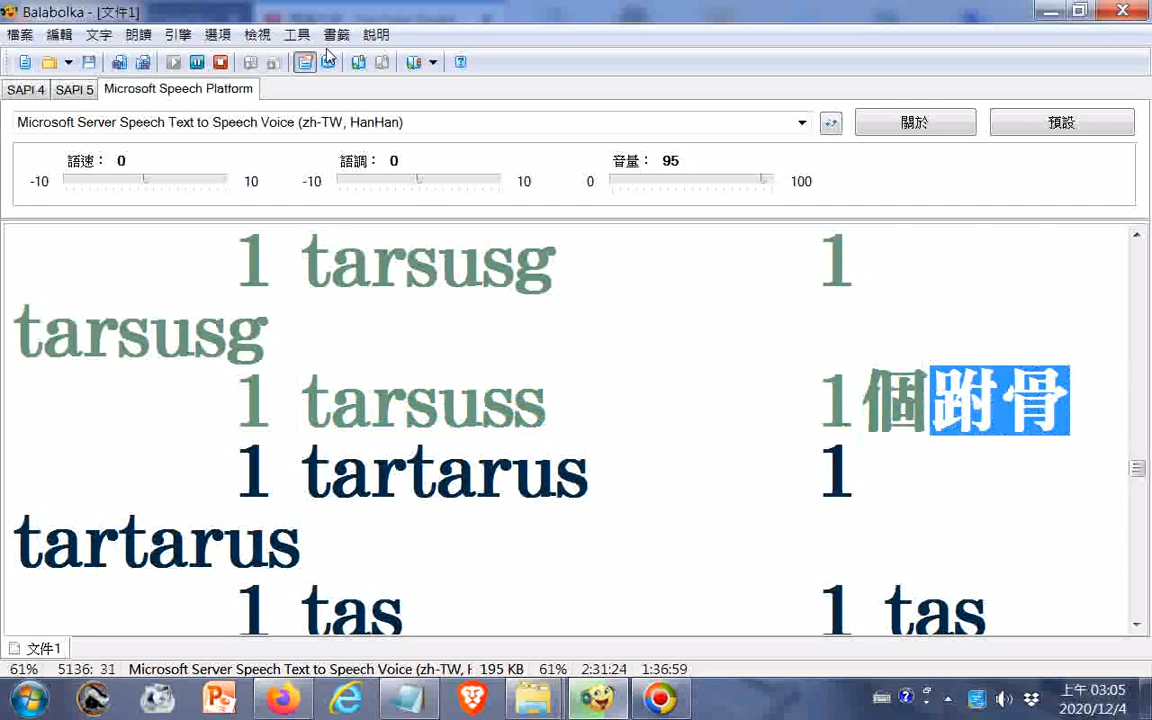 Balabolka - [文件1]
檔案 編輯 文字 朗讀 引擎 選項 檢視 工具 書籤 說明
SAPI 4 SAPI 5 Microsoft Speech Platform
Microsoft Server Speech Text to Speech Voice (zh-TW, HanHan) 關於 預設
語速： 0 語調： 0 音量： 95
-10 10 -10 10 0 100
1 tarsusg 1
tarsusg
1 tarsuss 1個跗骨
1 tartarus 1
tartarus
1 tas 1 tas
文件1
61% 5136: 31 Microsoft Server Speech Text to Speech Voice (zh-TW, H 195 KB 61% 2:31:24 1:36:59
上午 03:05
2020/12/4